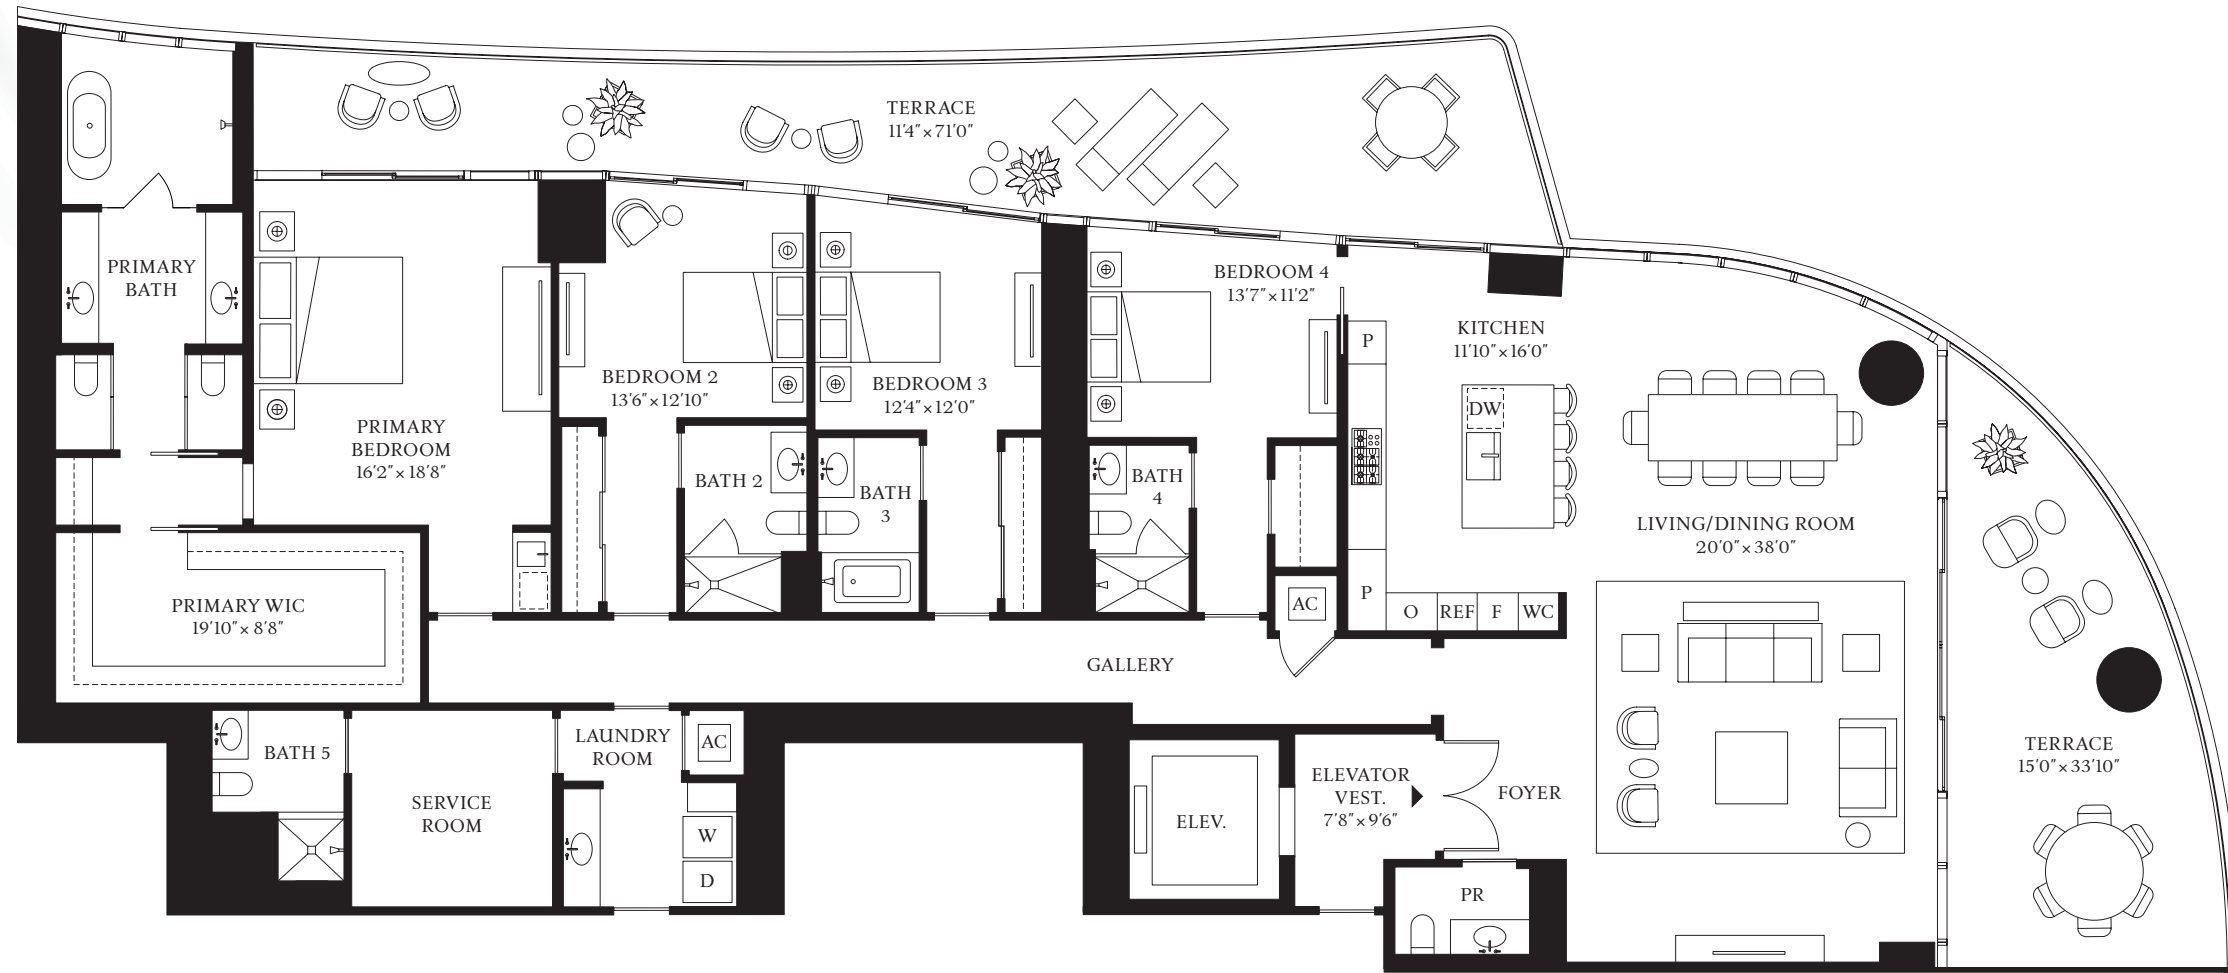 TERRACE
11'4" × 71'0"
PRIMARY
BATH
PRIMARY
BEDROOM
16'2" × 18'8"
BEDROOM 2
13'6" × 12'10"
BEDROOM 3
12'4" × 12'0"
BEDROOM 4
13'7" × 11'2"
KITCHEN
11'10" × 16'0"
P
DW
BATH 2
BATH
3
BATH
4
LIVING/DINING ROOM
20'0" × 38'0"
PRIMARY WIC
19'10" × 8'8"
AC
P
O
REF
F
WC
GALLERY
BATH 5
SERVICE
ROOM
LAUNDRY
ROOM
AC
W
D
ELEV.
ELEVATOR
VEST.
7'8" × 9'6"
FOYER
PR
TERRACE
15'0" × 33'10"